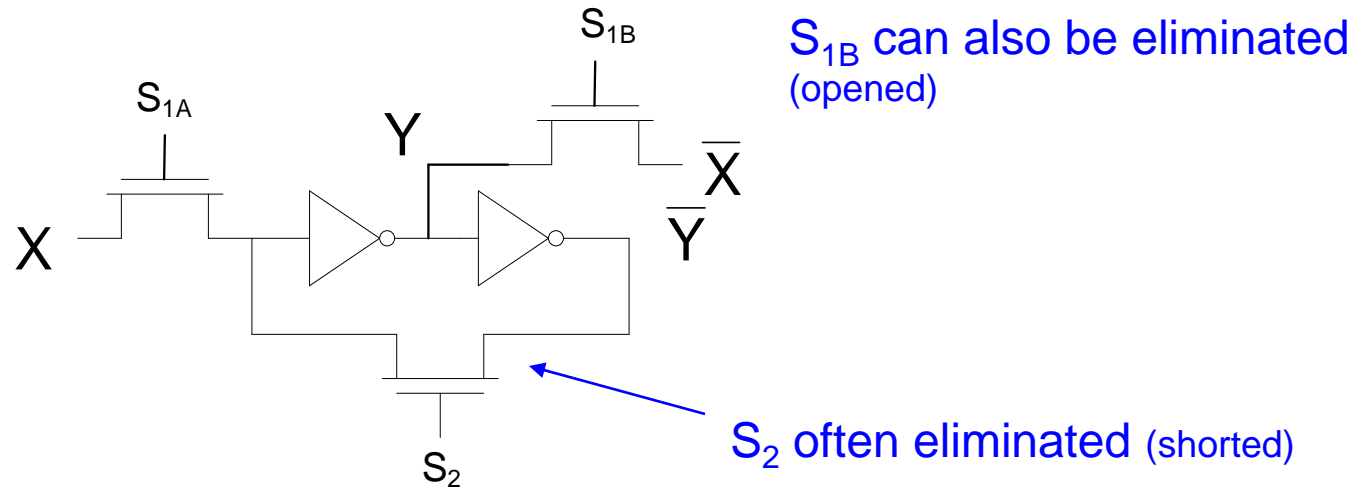 S1B
S1B can also be eliminated
(opened)
S1A
Y
X̅
X
Y̅
S2
S2 often eliminated (shorted)